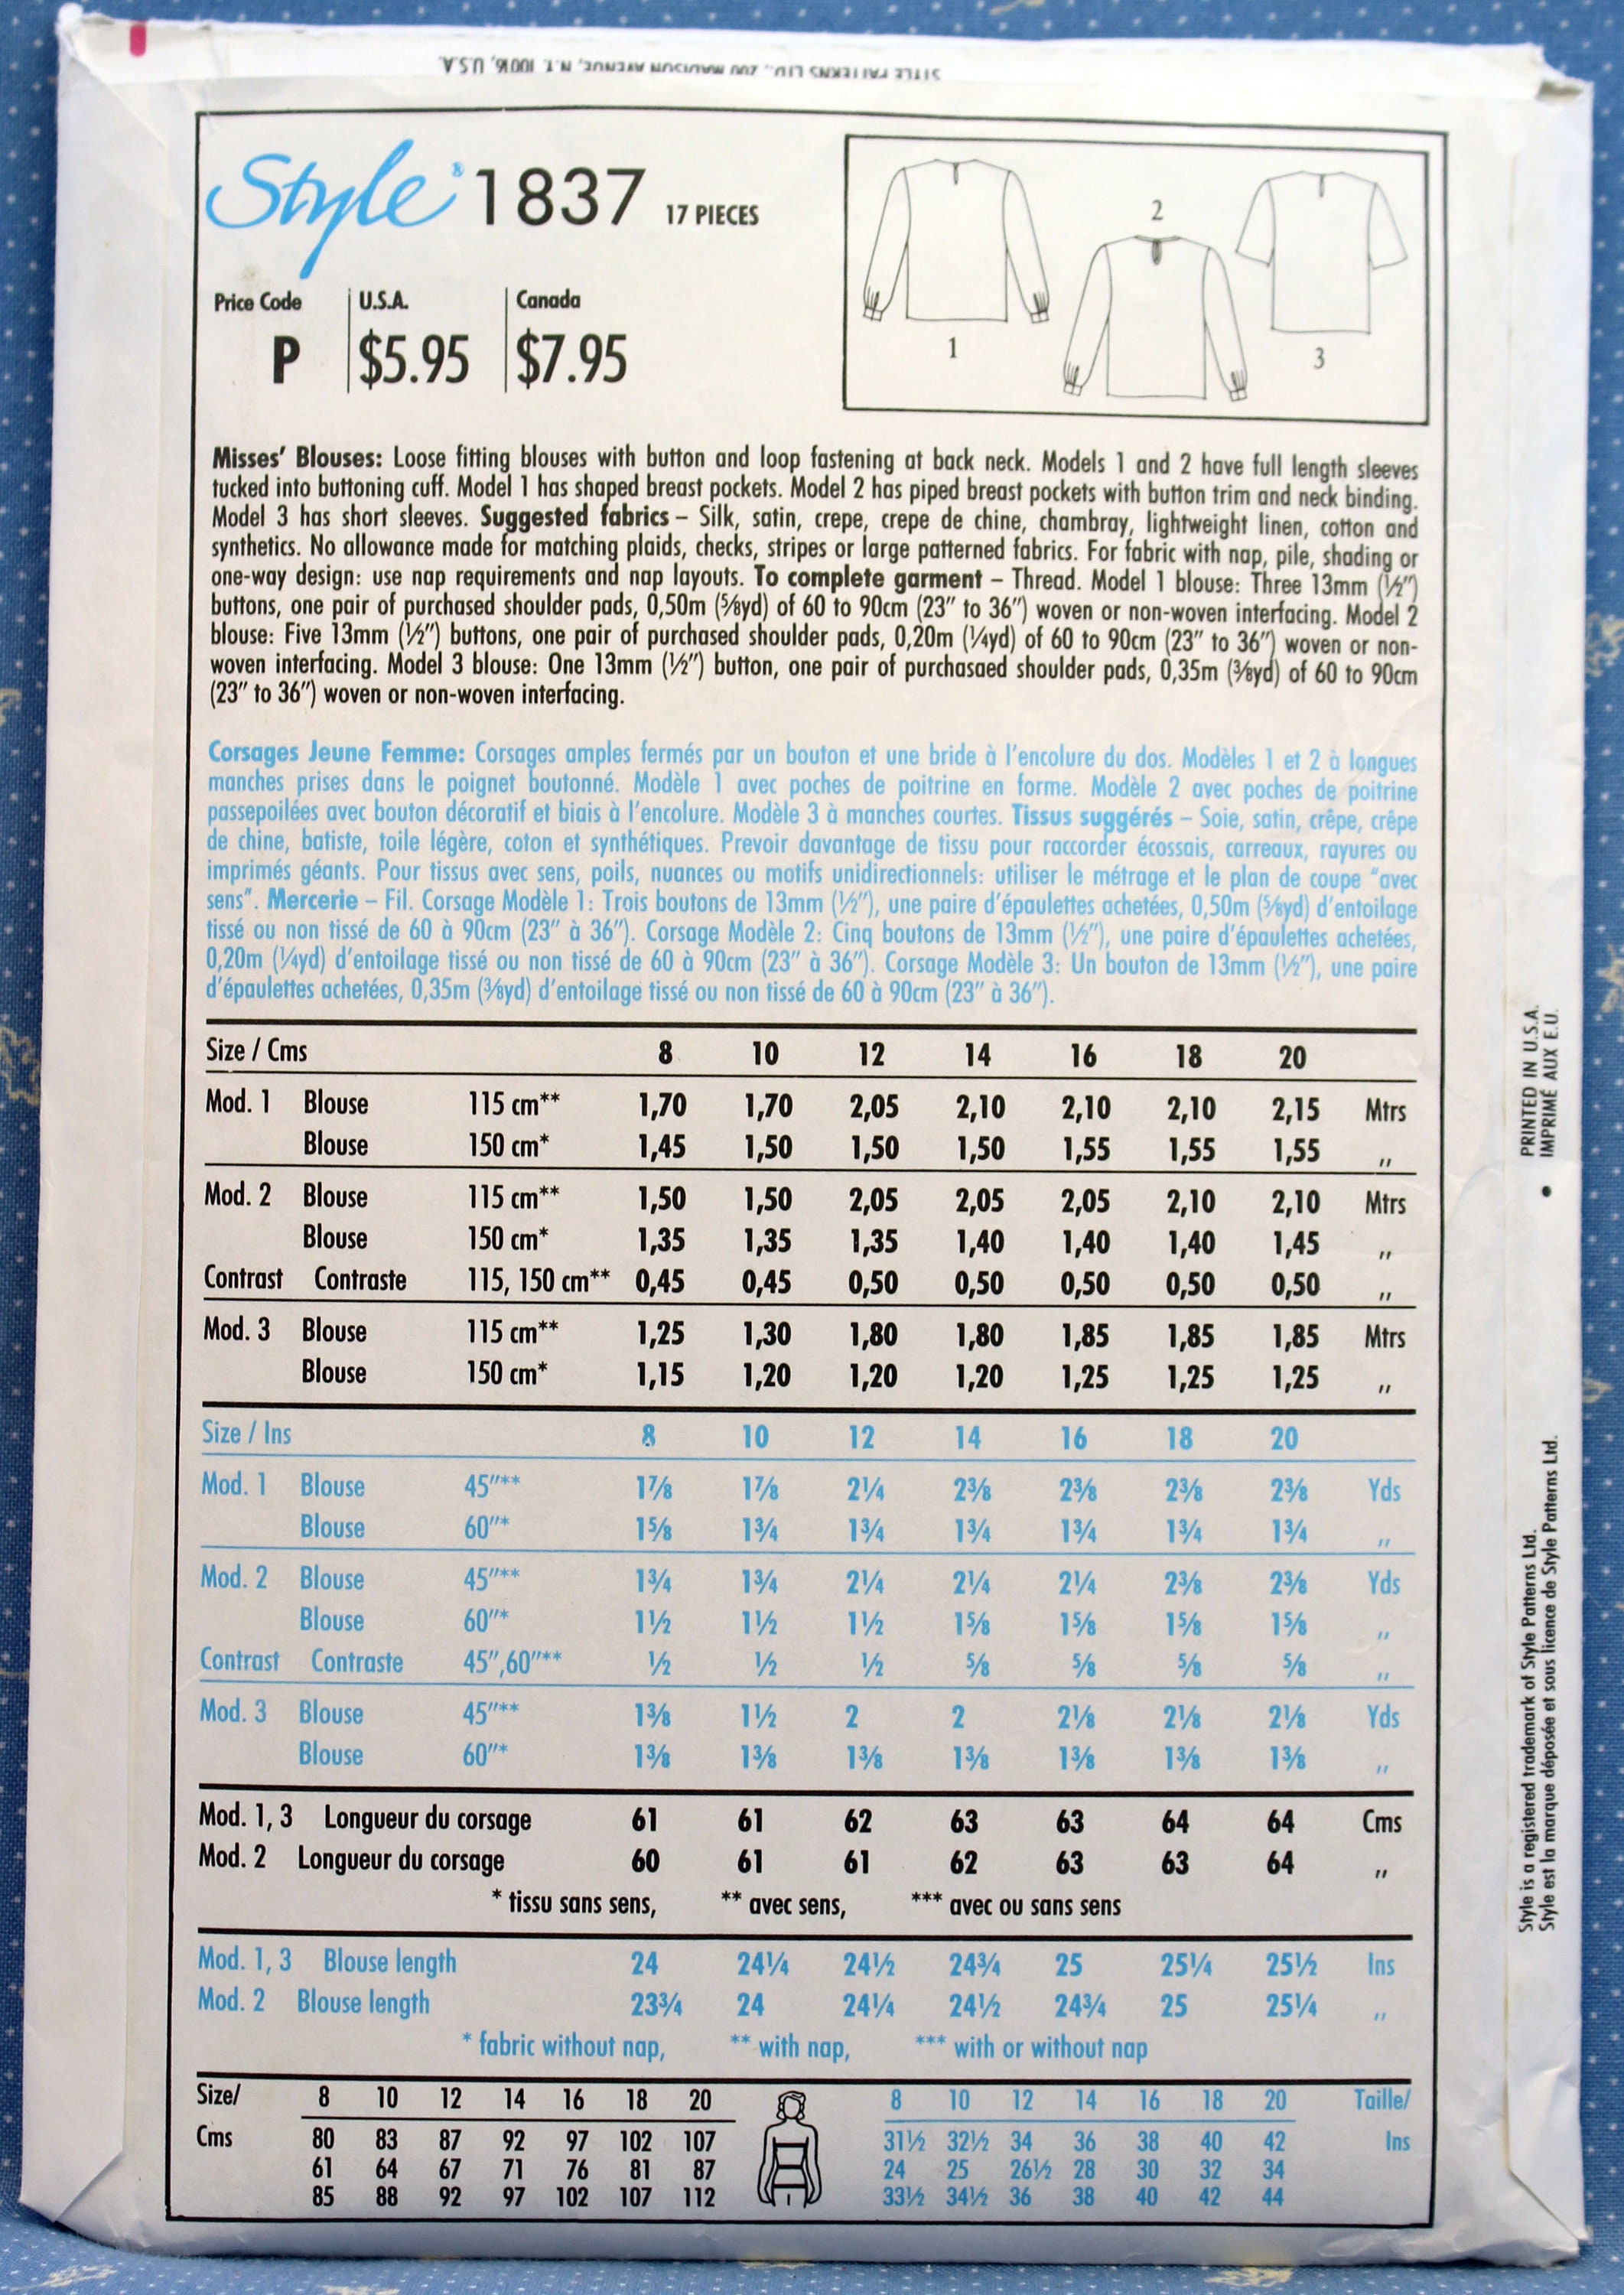 STYLE PATTERNS LTD., 200 MADISON AVENUE, N.Y. 10016, U.S.A.
Style® 1837 17 PIECES
Price Code U.S.A. Canada
P $5.95 $7.95
1
2
3
Misses’ Blouses: Loose fitting blouses with button and loop fastening at back neck. Models 1 and 2 have full length sleeves
tucked into buttoning cuff. Model 1 has shaped breast pockets. Model 2 has piped breast pockets with button trim and neck binding.
Model 3 has short sleeves. Suggested fabrics – Silk, satin, crepe, crepe de chine, chambray, lightweight linen, cotton and
synthetics. No allowance made for matching plaids, checks, stripes or large patterned fabrics. For fabric with nap, pile, shading or
one-way design: use nap requirements and nap layouts. To complete garment – Thread. Model 1 blouse: Three 13mm (½″)
buttons, one pair of purchased shoulder pads, 0,50m (⅝yd) of 60 to 90cm (23″ to 36″) woven or non-woven interfacing. Model 2
blouse: Five 13mm (½″) buttons, one pair of purchased shoulder pads, 0,20m (¼yd) of 60 to 90cm (23″ to 36″) woven or non-
woven interfacing. Model 3 blouse: One 13mm (½″) button, one pair of purchasaed shoulder pads, 0,35m (⅜yd) of 60 to 90cm
(23″ to 36″) woven or non-woven interfacing.
Corsages Jeune Femme: Corsages amples fermés par un bouton et une bride à l’encolure du dos. Modèles 1 et 2 à longues
manches prises dans le poignet boutonné. Modèle 1 avec poches de poitrine en forme. Modèle 2 avec poches de poitrine
passepoilées avec bouton décoratif et biais à l’encolure. Modèle 3 à manches courtes. Tissus suggérés – Soie, satin, crêpe, crêpe
de chine, batiste, toile légère, coton et synthétiques. Prevoir davantage de tissu pour raccorder écossais, carreaux, rayures ou
imprimés géants. Pour tissus avec sens, poils, nuances ou motifs unidirectionnels: utiliser le métrage et le plan de coupe “avec
sens”. Mercerie – Fil. Corsage Modèle 1: Trois boutons de 13mm (½″), une paire d’épaulettes achetées, 0,50m (⅝yd) d’entoilage
tissé ou non tissé de 60 à 90cm (23″ à 36″). Corsage Modèle 2: Cinq boutons de 13mm (½″), une paire d’épaulettes achetées,
0,20m (¼yd) d’entoilage tissé ou non tissé de 60 à 90cm (23″ à 36″). Corsage Modèle 3: Un bouton de 13mm (½″), une paire
d’épaulettes achetées, 0,35m (⅜yd) d’entoilage tissé ou non tissé de 60 à 90cm (23″ à 36″).
Size / Cms 8 10 12 14 16 18 20
Mod. 1 Blouse 115 cm** 1,70 1,70 2,05 2,10 2,10 2,10 2,15 Mtrs
Blouse 150 cm* 1,45 1,50 1,50 1,50 1,55 1,55 1,55 ,,
Mod. 2 Blouse 115 cm** 1,50 1,50 2,05 2,05 2,05 2,10 2,10 Mtrs
Blouse 150 cm* 1,35 1,35 1,35 1,40 1,40 1,40 1,45 ,,
Contrast Contraste 115, 150 cm** 0,45 0,45 0,50 0,50 0,50 0,50 0,50 ,,
Mod. 3 Blouse 115 cm** 1,25 1,30 1,80 1,80 1,85 1,85 1,85 Mtrs
Blouse 150 cm* 1,15 1,20 1,20 1,20 1,25 1,25 1,25 ,,
Size / Ins 8 10 12 14 16 18 20
Mod. 1 Blouse 45″** 1⅞ 1⅞ 2¼ 2⅜ 2⅜ 2⅜ 2⅜ Yds
Blouse 60″* 1⅝ 1¾ 1¾ 1¾ 1¾ 1¾ 1¾ ,,
Mod. 2 Blouse 45″** 1¾ 1¾ 2¼ 2¼ 2¼ 2⅜ 2⅜ Yds
Blouse 60″* 1½ 1½ 1½ 1⅝ 1⅝ 1⅝ 1⅝ ,,
Contrast Contraste 45″,60″** ½ ½ ½ ⅝ ⅝ ⅝ ⅝ ,,
Mod. 3 Blouse 45″** 1⅜ 1½ 2 2 2⅛ 2⅛ 2⅛ Yds
Blouse 60″* 1⅜ 1⅜ 1⅜ 1⅜ 1⅜ 1⅜ 1⅜ ,,
Mod. 1, 3 Longueur du corsage 61 61 62 63 63 64 64 Cms
Mod. 2 Longueur du corsage 60 61 61 62 63 63 64 ,,
* tissu sans sens, ** avec sens, *** avec ou sans sens
Mod. 1, 3 Blouse length 24 24¼ 24½ 24¾ 25 25¼ 25½ Ins
Mod. 2 Blouse length 23¾ 24 24¼ 24½ 24¾ 25 25¼ ,,
* fabric without nap, ** with nap, *** with or without nap
Size/ 8 10 12 14 16 18 20 8 10 12 14 16 18 20 Taille/
Cms 80 83 87 92 97 102 107 31½ 32½ 34 36 38 40 42 Ins
61 64 67 71 76 81 87 24 25 26½ 28 30 32 34
85 88 92 97 102 107 112 33½ 34½ 36 38 40 42 44
Style is a registered trademark of Style Patterns Ltd. PRINTED IN U.S.A.
Style est la marque déposée et sous licence de Style Patterns Ltd. • IMPRIMÉ AUX E.U.